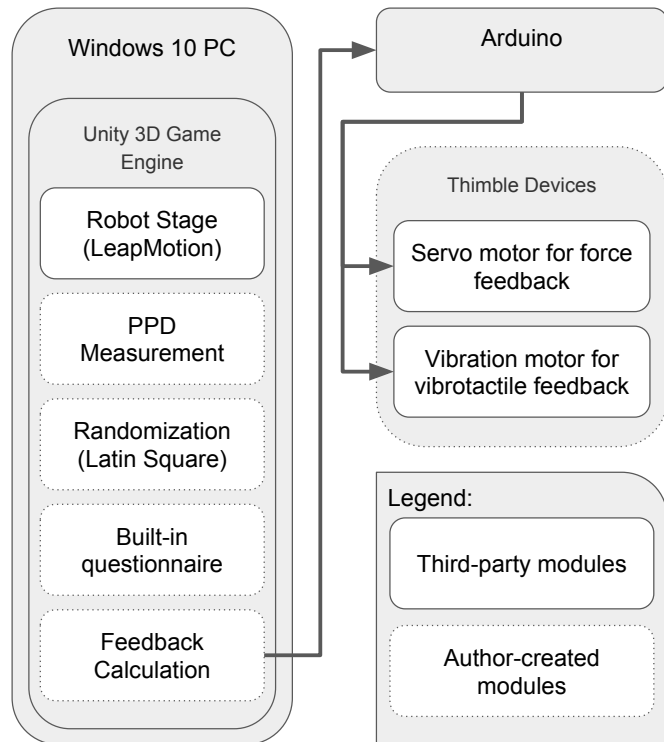 Windows 10 PC
Unity 3D Game
Engine
Robot Stage
(LeapMotion)
PPD
Measurement
Randomization
(Latin Square)
Built-in
questionnaire
Feedback
Calculation
Arduino
Thimble Devices
Servo motor for force
feedback
Vibration motor for
vibrotactile feedback
Legend:
Third-party modules
Author-created
modules